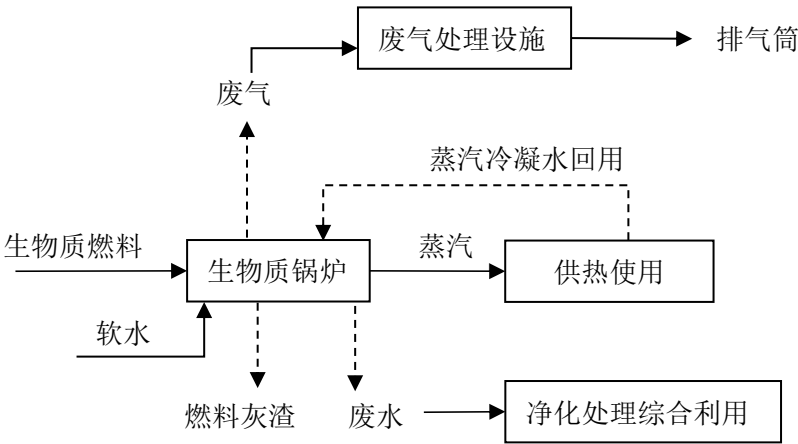 废气处理设施
排气筒
废气
蒸汽冷凝水回用
生物质燃料
生物质锅炉
蒸汽
供热使用
软水
燃料灰渣
废水
净化处理综合利用